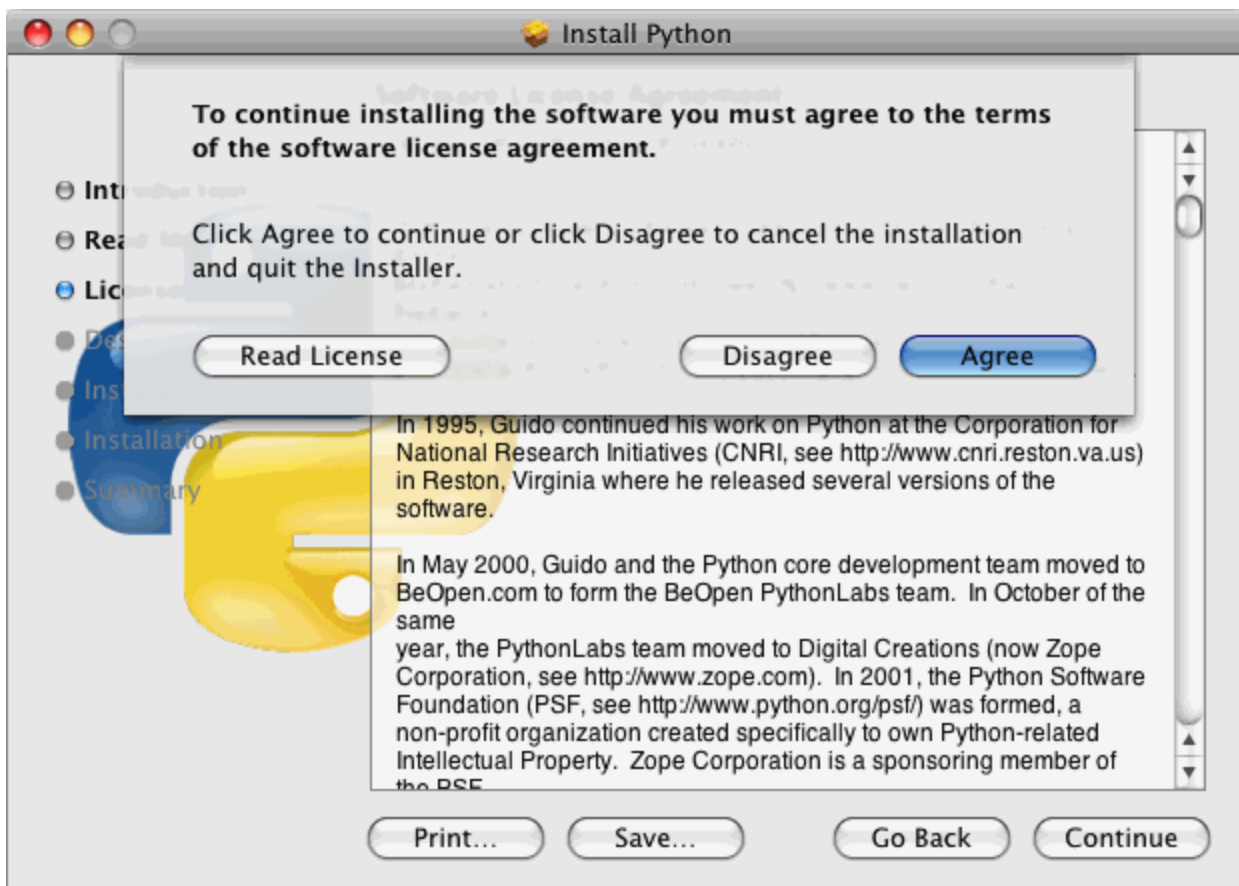 Install Python
To continue installing the software you must agree to the terms
of the software license agreement.
Click Agree to continue or click Disagree to cancel the installation
and quit the Installer.
Read License
Disagree
Agree
Int
Rea
Lic
De
Ins
Installation
Summary
In 1995, Guido continued his work on Python at the Corporation for
National Research Initiatives (CNRI, see http://www.cnri.reston.va.us)
in Reston, Virginia where he released several versions of the
software.
In May 2000, Guido and the Python core development team moved to
BeOpen.com to form the BeOpen PythonLabs team.  In October of the
same
year, the PythonLabs team moved to Digital Creations (now Zope
Corporation, see http://www.zope.com).  In 2001, the Python Software
Foundation (PSF, see http://www.python.org/psf/) was formed, a
non-profit organization created specifically to own Python-related
Intellectual Property.  Zope Corporation is a sponsoring member of
the PSF
Print...
Save...
Go Back
Continue